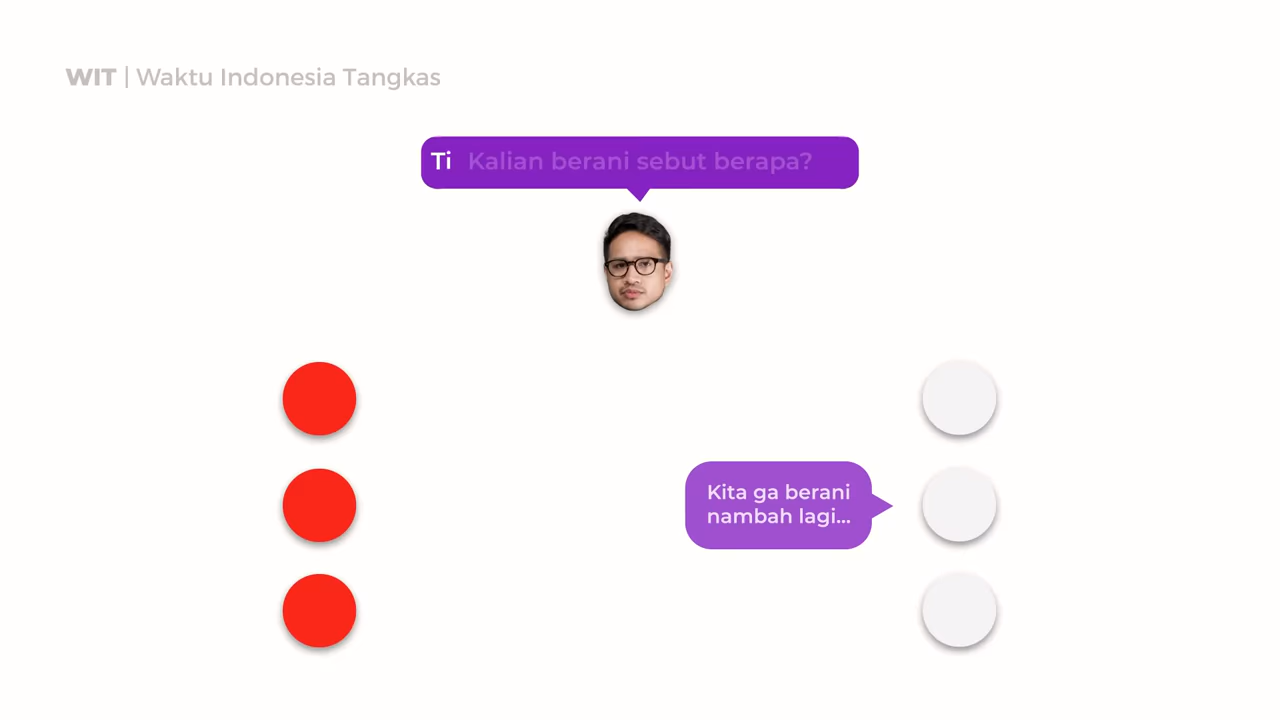 WIT | Waktu Indonesia Tangkas
Ti Kalian berani sebut berapa?
Kita ga berani
nambah lagi...